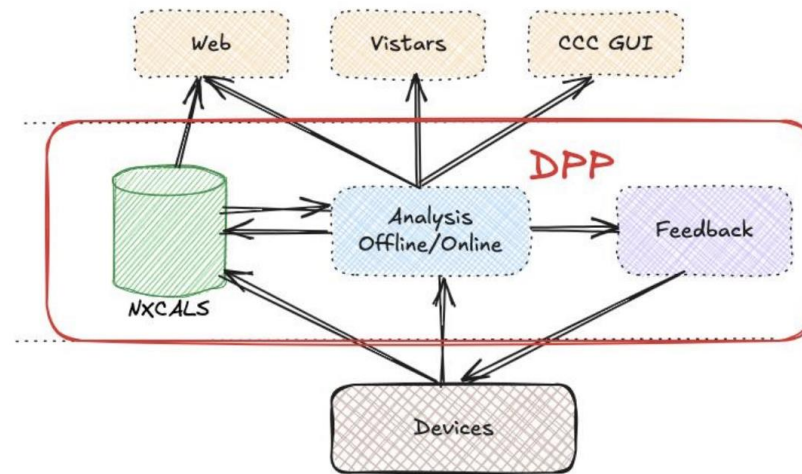 Web
Vistars
CCC GUI
DPP
Analysis
Offline/Online
Feedback
NXCALS
Devices